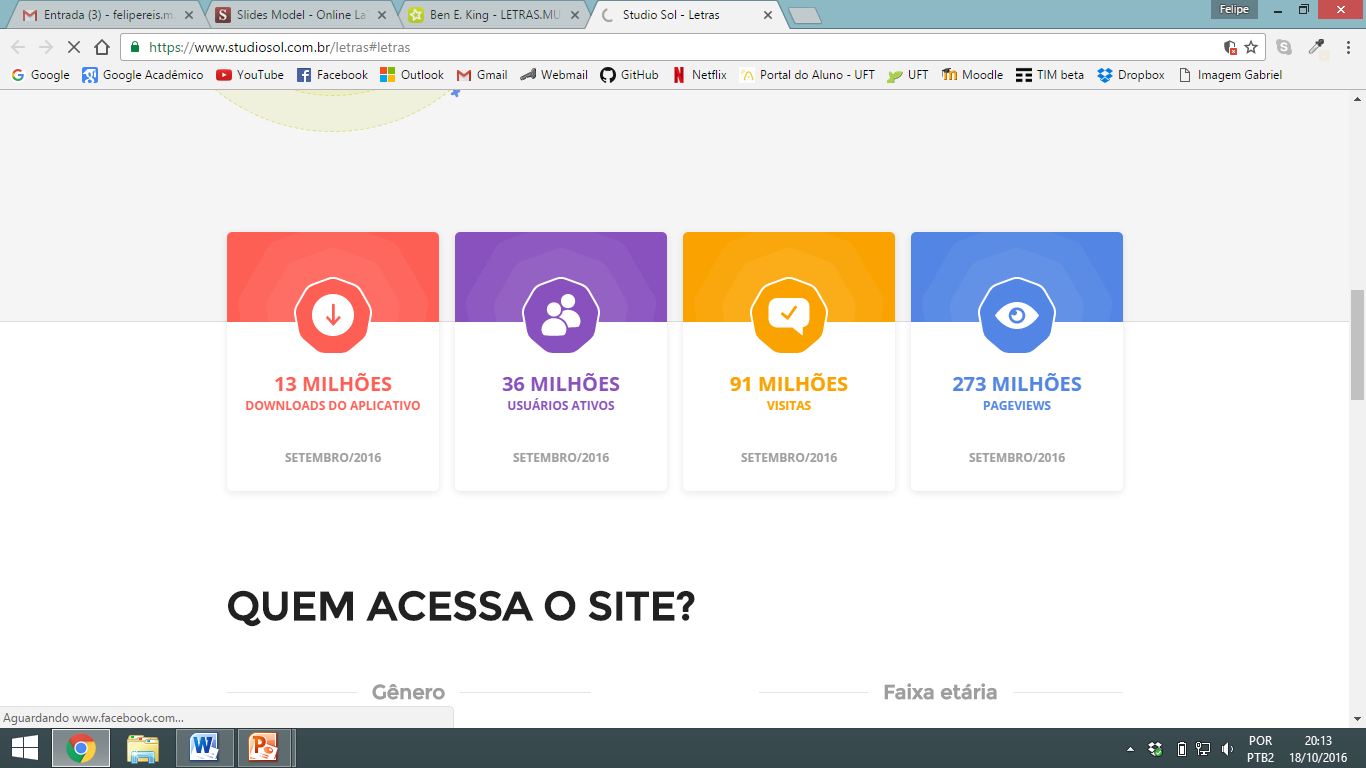 Entrada (3) - felipereis.m
Slides Model - Online La
Ben E. King - LETRAS.MU
Studio Sol - Letras
Felipe
https://www.studiosol.com.br/letras#letras
Google
Google Acadêmico
YouTube
Facebook
Outlook
Gmail
Webmail
GitHub
Netflix
Portal do Aluno - UFT
UFT
Moodle
TIM beta
Dropbox
Imagem Gabriel
13 MILHÕES
DOWNLOADS DO APLICATIVO
SETEMBRO/2016
36 MILHÕES
USUÁRIOS ATIVOS
SETEMBRO/2016
91 MILHÕES
VISITAS
SETEMBRO/2016
273 MILHÕES
PAGEVIEWS
SETEMBRO/2016
QUEM ACESSA O SITE?
Gênero
Faixa etária
Aguardando www.facebook.com...
POR
PTB2
20:13
18/10/2016